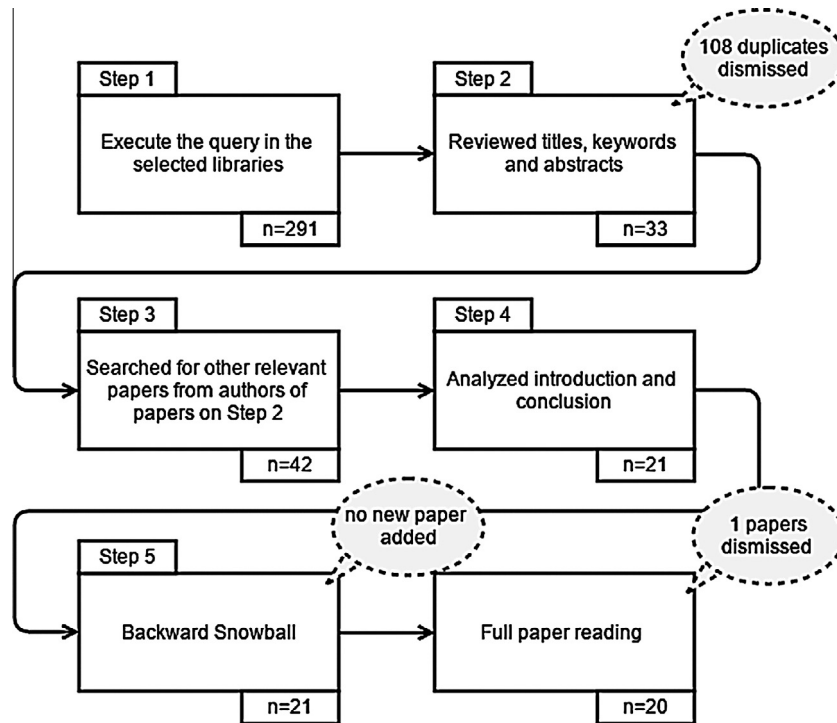 108 duplicates
dismissed
Step 1
Step 2
Execute the query in the
selected libraries
Reviewed titles, keywords
and abstracts
n=291
n=33
Step 3
Step 4
Searched for other relevant
papers from authors of
papers on Step 2
Analyzed introduction and
conclusion
n=42
n=21
no new paper
added
1 papers
dismissed
Step 5
Backward Snowball
Full paper reading
n=21
n=20